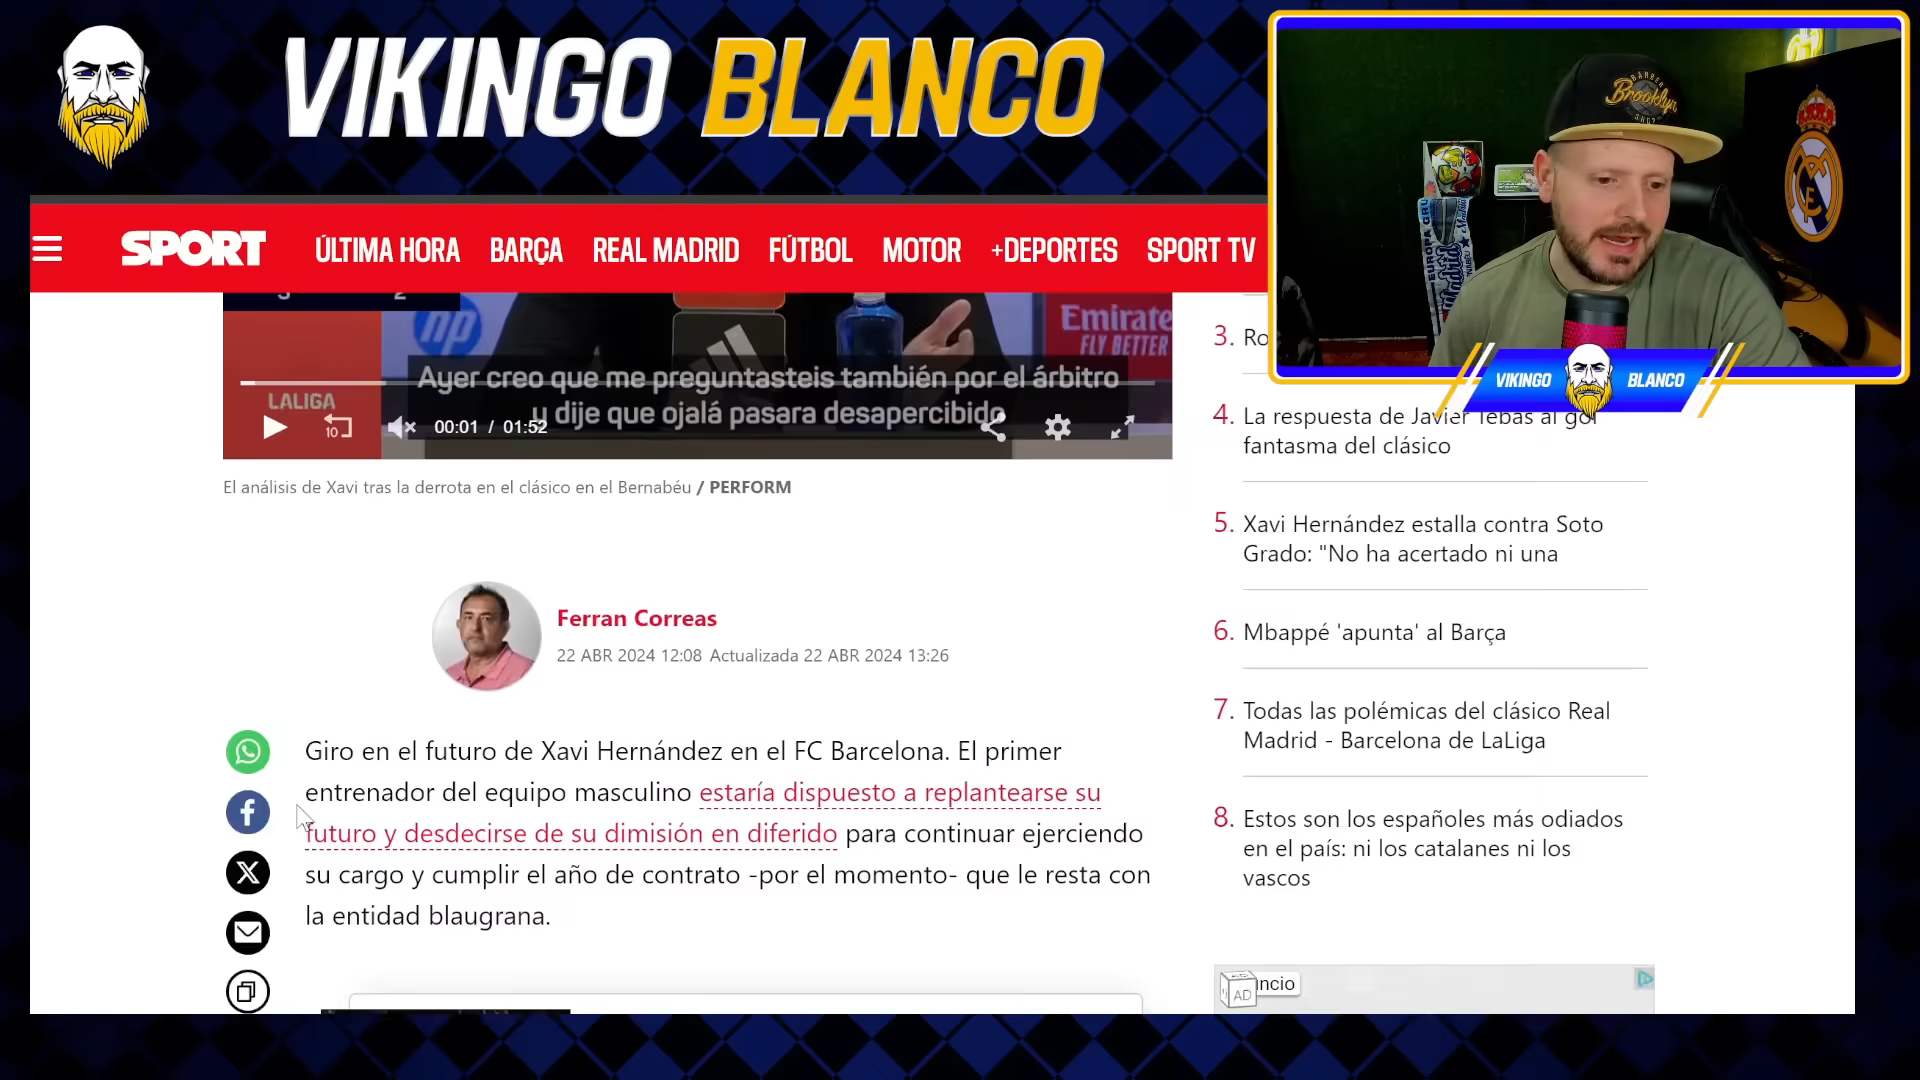 VIKINGO BLANCO
BARBER
Brooklyn
SHOP
SPORT
ÚLTIMA HORA
BARÇA
REAL MADRID
FÚTBOL
MOTOR
+DEPORTES
SPORT TV
hp
Emirate
FLY BETTER
LALIGA
Ayer creo que me preguntasteis también por el árbitro
y dije que ojalá pasara desapercibido
10
00:01 / 01:52
El análisis de Xavi tras la derrota en el clásico en el Bernabéu / PERFORM
Ferran Correas
22 ABR 2024 12:08 Actualizada 22 ABR 2024 13:26
Giro en el futuro de Xavi Hernández en el FC Barcelona. El primer
entrenador del equipo masculino estaría dispuesto a replantearse su
futuro y desdecirse de su dimisión en diferido para continuar ejerciendo
su cargo y cumplir el año de contrato -por el momento- que le resta con
la entidad blaugrana.
VIKINGO BLANCO
3. Ro
4. La respuesta de Javier Tebas al gol
fantasma del clásico
5. Xavi Hernández estalla contra Soto
Grado: "No ha acertado ni una
6. Mbappé 'apunta' al Barça
7. Todas las polémicas del clásico Real
Madrid - Barcelona de LaLiga
8. Estos son los españoles más odiados
en el país: ni los catalanes ni los
vascos
AD
ncio